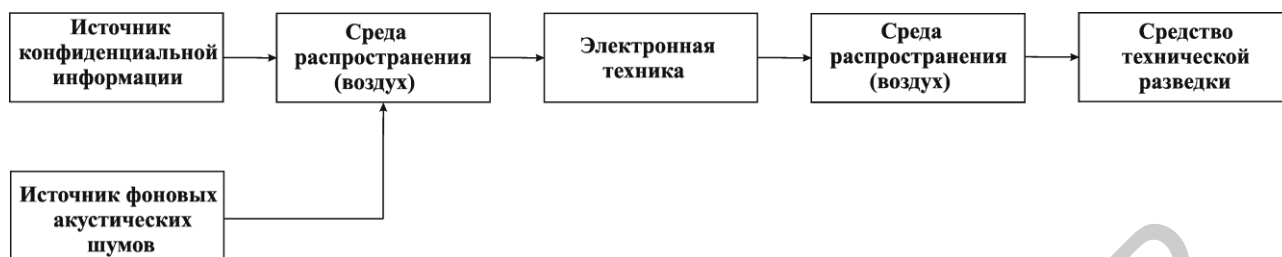 Источник
конфиденциальной
информации
Среда
распространения
(воздух)
Электронная
техника
Среда
распространения
(воздух)
Средство
технической
разведки
Источник фоновых
акустических
шумов